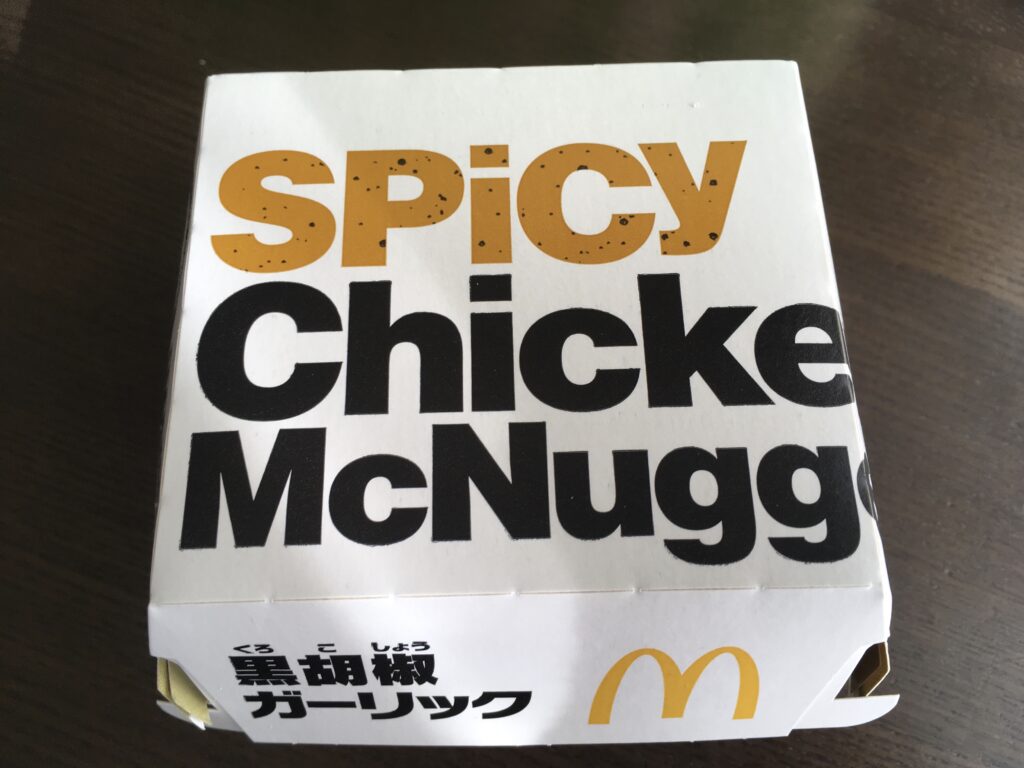 SPicy
Chicke
McNugg
くろ こ しょう
黒胡椒
ガーリック